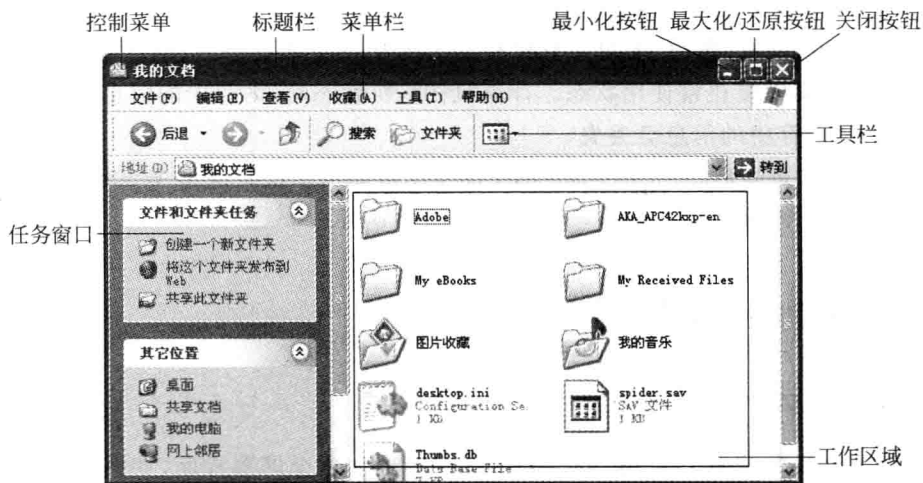 控制菜单 标题栏 菜单栏 最小化按钮 最大化/还原按钮 关闭按钮
我的文档
文件(F) 编辑(E) 查看(V) 收藏(A) 工具(T) 帮助(H)
后退 搜索 文件夹
工具栏
地址(D) 我的文档 转到
任务窗口
文件和文件夹任务
创建一个新文件夹
将这个文件夹发布到
Web
共享此文件夹
其它位置
桌面
共享文档
我的电脑
网上邻居
Adobe
AKA_APC42kxp-en
My eBooks
My Received Files
图片收藏
我的音乐
desktop.ini
Configuration Se
1 KB
spider.sav
SAV 文件
1 KB
Thumbs.db
Data Base File
7 KB
工作区域